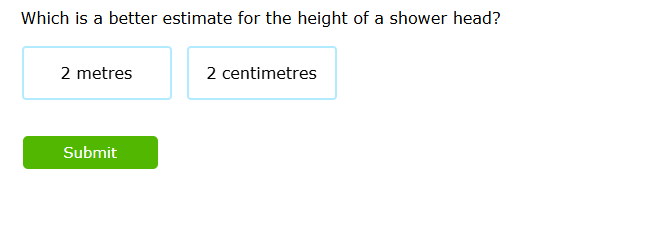 Which is a better estimate for the height of a shower head?
2 metres
2 centimetres
Submit